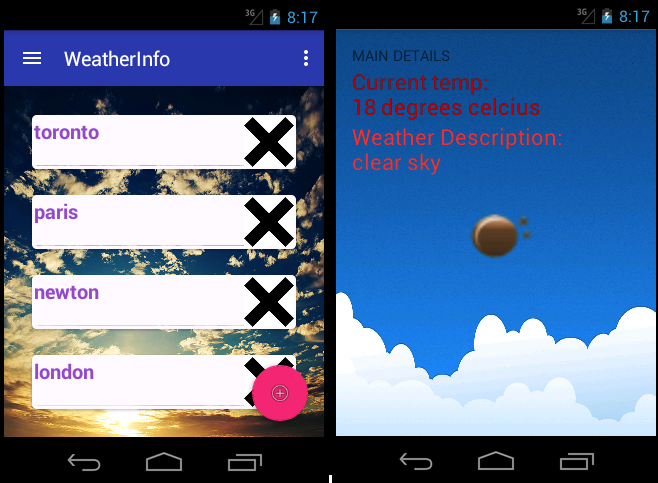 3G 8:17
WeatherInfo
toronto
paris
newton
london
3G 8:17
MAIN DETAILS
Current temp:
18 degrees celcius
Weather Description:
clear sky